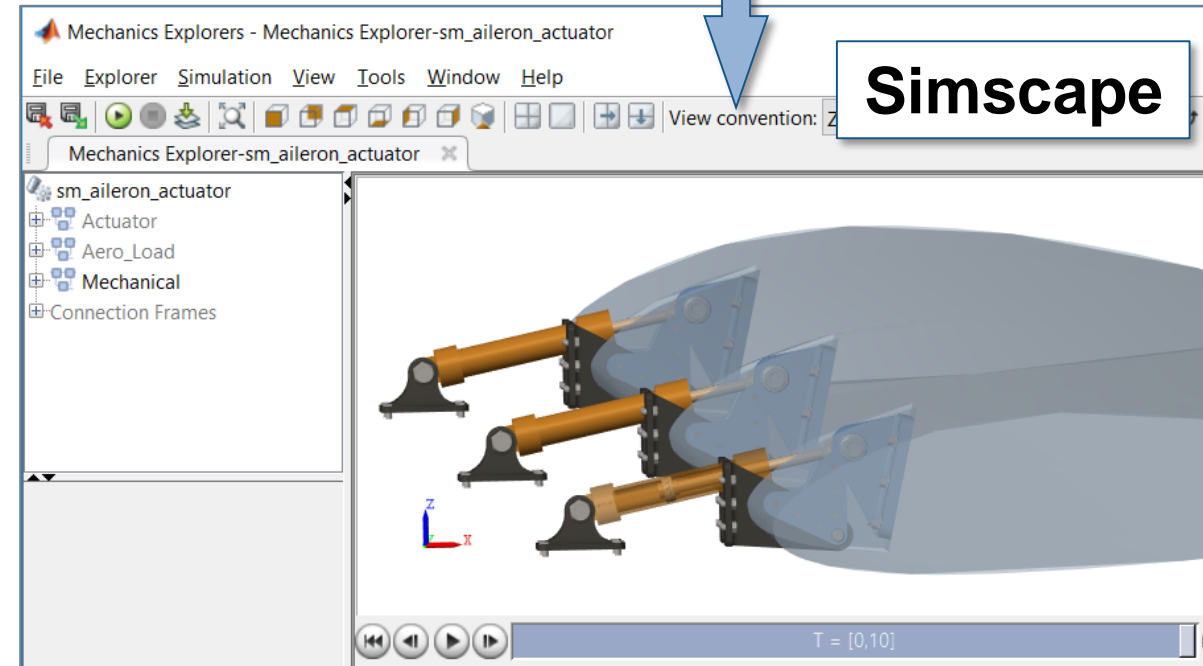 Mechanics Explorers - Mechanics Explorer-sm_aileron_actuator
File Explorer Simulation View Tools Window Help
View convention: Z
Simscape
Mechanics Explorer-sm_aileron_actuator
sm_aileron_actuator
Actuator
Aero_Load
Mechanical
Connection Frames
Z
X
T = [0,10]